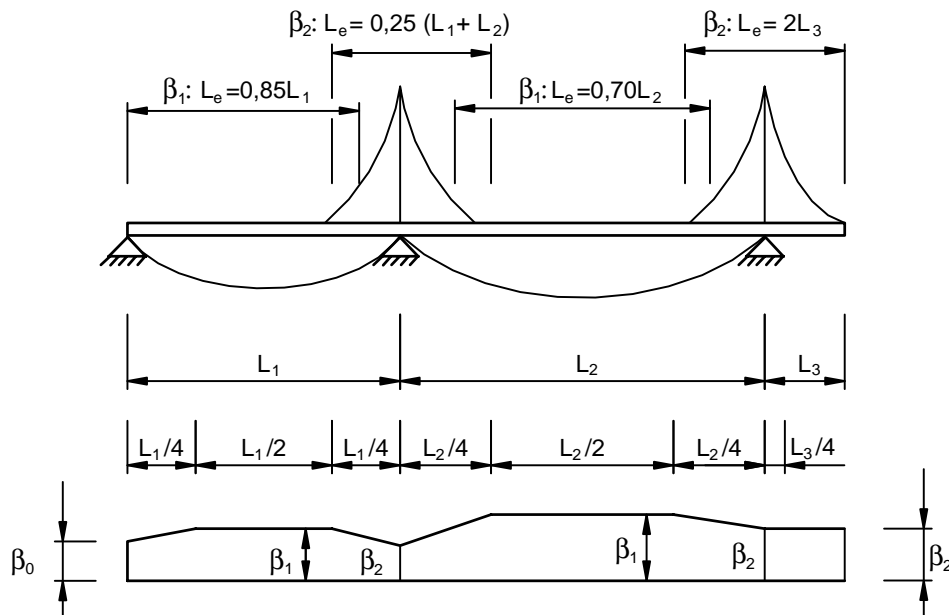 β₂: Lₑ= 0,25 (L₁+ L₂)
β₂: Lₑ= 2L₃
β₁: Lₑ=0,85L₁
β₁: Lₑ=0,70L₂
L₁
L₂
L₃
L₁/4
L₁/2
L₁/4
L₂/4
L₂/2
L₂/4
L₃/4
β₀
β₁
β₂
β₁
β₂
β₂